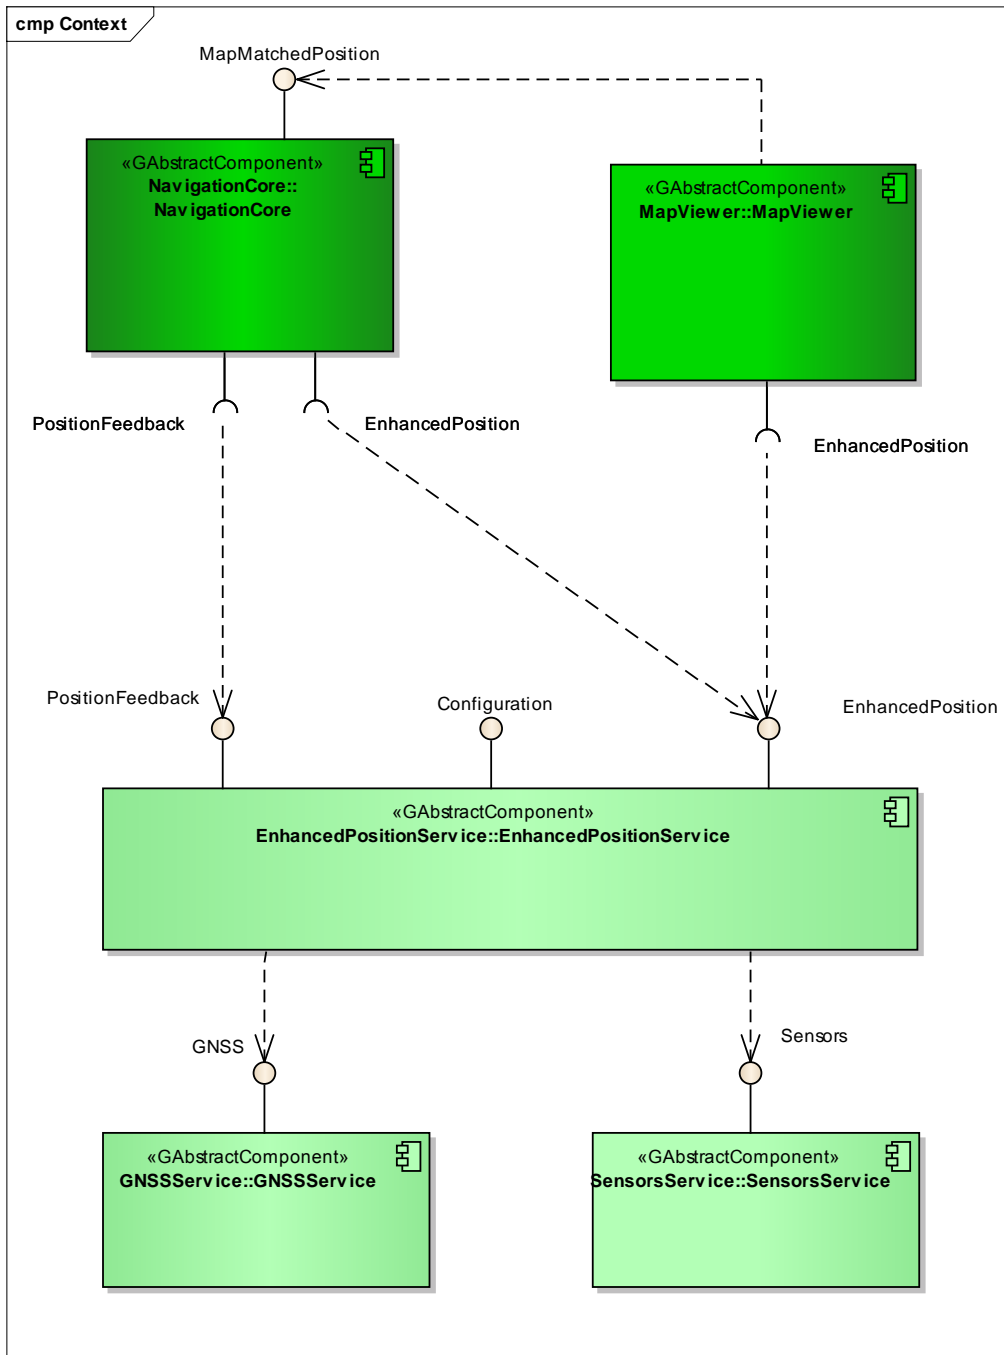 cmp Context
MapMatchedPosition
«GAbstractComponent»
NavigationCore::
NavigationCore
«GAbstractComponent»
MapViewer::MapViewer
PositionFeedback
EnhancedPosition
EnhancedPosition
PositionFeedback
Configuration
EnhancedPosition
«GAbstractComponent»
EnhancedPositionService::EnhancedPositionService
GNSS
Sensors
«GAbstractComponent»
GNSSService::GNSSService
«GAbstractComponent»
SensorsService::SensorsService